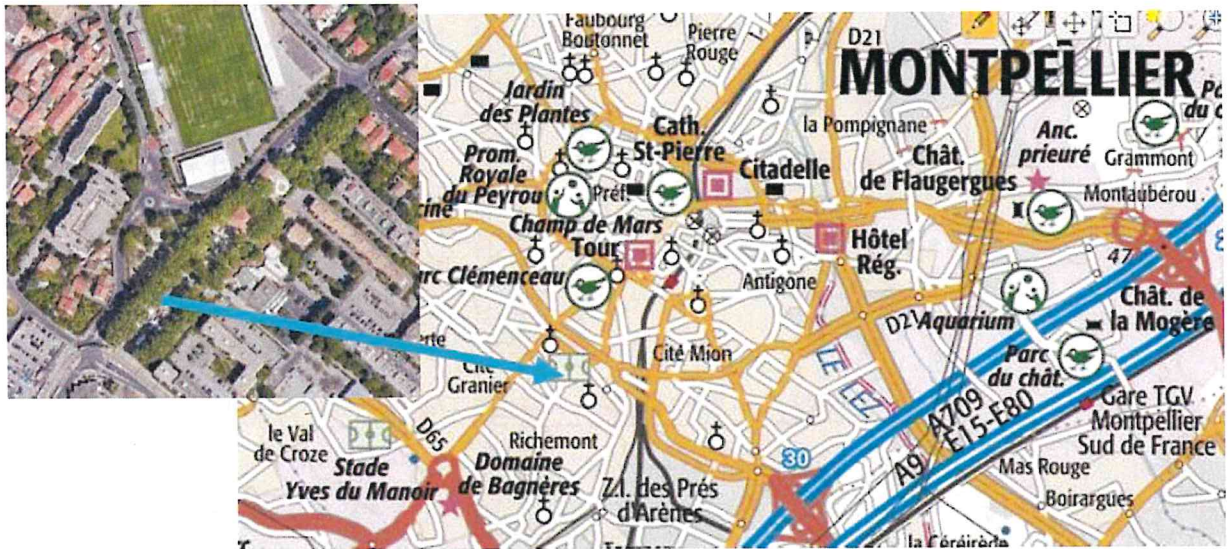 Faubourg
Boutonnet
Pierre
Rouge
D21
MONTPELLIER
Jardin
des Plantes
Cath.
St-Pierre
Citadelle
la Pompignane
Chât.
de Flaugergues
Anc.
prieuré
Grammont
Montaubérou
Prom.
Royale
du Peyrou
Préf.
Champ de Mars
Tour
Hôtel
Rég.
Antigone
47
Clémenceau
D21
Aquarium
Chât. de
la Mogère
Cité Mion
Cité
Granier
LE LEZ
Parc
du chât.
A709
E15-E80
A9
Gare TGV
Montpellier
Sud de France
le Val
de Croze
D65
Richemont
Stade
Yves du Manoir
Domaine
de Bagnères
Z.I. des Prés
d'Arènes
30
Mas Rouge
Boirargues
la Céreirède